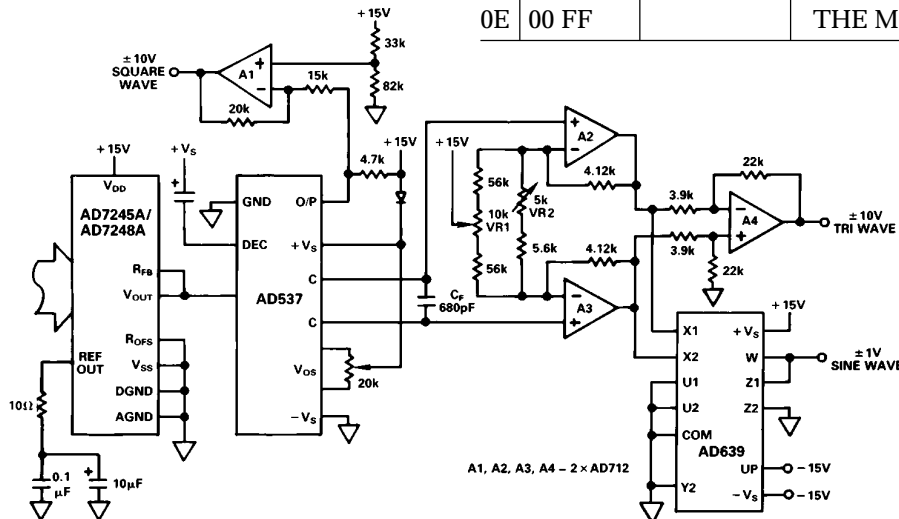 0E 00 FF THE M
+15V
33k
82k
±10V
SQUARE
WAVE
A1
+
−
15k
20k
+15V
VDD
AD7245A/
AD7248A
RFB
VOUT
ROFS
REF
OUT
VSS
DGND
AGND
10Ω
0.1
μF
+
10μF
+VS
+
GND
DEC
O/P
+VS
C
C
VOS
−VS
AD537
4.7k
+15V
CF
680pF
20k
+15V
56k
10k
VR1
56k
5k
VR2
5.6k
+
−
A2
4.12k
4.12k
−
+
A3
3.9k
3.9k
22k
−
+
A4
22k
±10V
TRI WAVE
+15V
X1
X2
U1
U2
COM
Y2
+VS
W
Z1
Z2
AD639
UP
−VS
±1V
SINE WAVE
−15V
−15V
A1, A2, A3, A4 – 2 × AD712